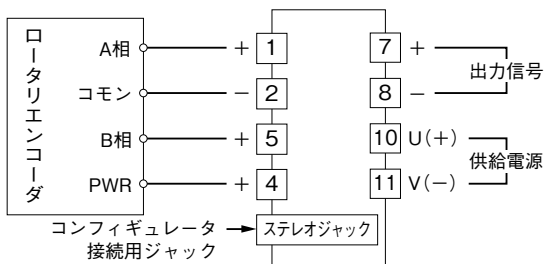 ロータリエンコーダ
A相
+
1
コモン
−
2
B相
+
5
PWR
+
4
7
+
8
−
出力信号
10
U(+)
11
V(−)
供給電源
コンフィギュレータ
接続用ジャック
ステレオジャック